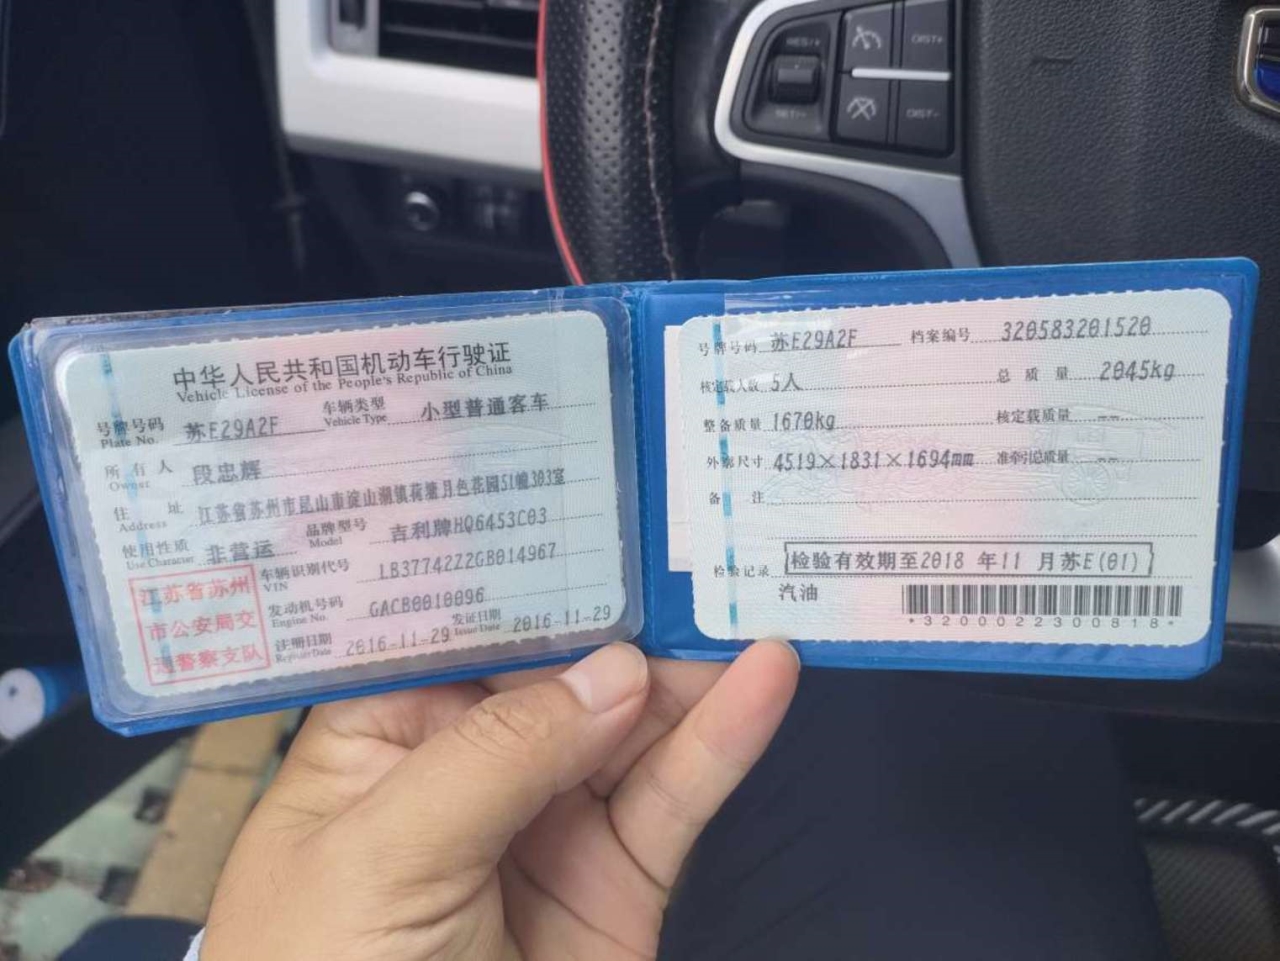 RES/+
SET/-
DIST+
DIST-
中华人民共和国机动车行驶证
Vehicle License of the People's Republic of China
号牌号码 Plate No. 苏E29A2F 车辆类型 Vehicle Type 小型普通客车
所有人 Owner 段忠辉
住址 Address 江苏省苏州市昆山市淀山湖镇荷塘月色花园51幢303室
使用性质 Use Character 非营运 品牌型号 Model 吉利牌HQ6453C03
车辆识别代号 VIN LB37742Z2GB014967
发动机号码 Engine No. GACB0010096
注册日期 Register Date 2016-11-29 发证日期 Issue Date 2016-11-29
江苏省苏州
市公安局交
通警察支队
号牌号码 苏E29A2F 档案编号 320583201520
核定载人数 5人 总质量 2045kg
整备质量 1670kg 核定载质量 --
外廓尺寸 4519×1831×1694mm 准牵引总质量 --
备注
检验记录 检验有效期至2018 年11 月苏E(01)
汽油
*3200022300818*